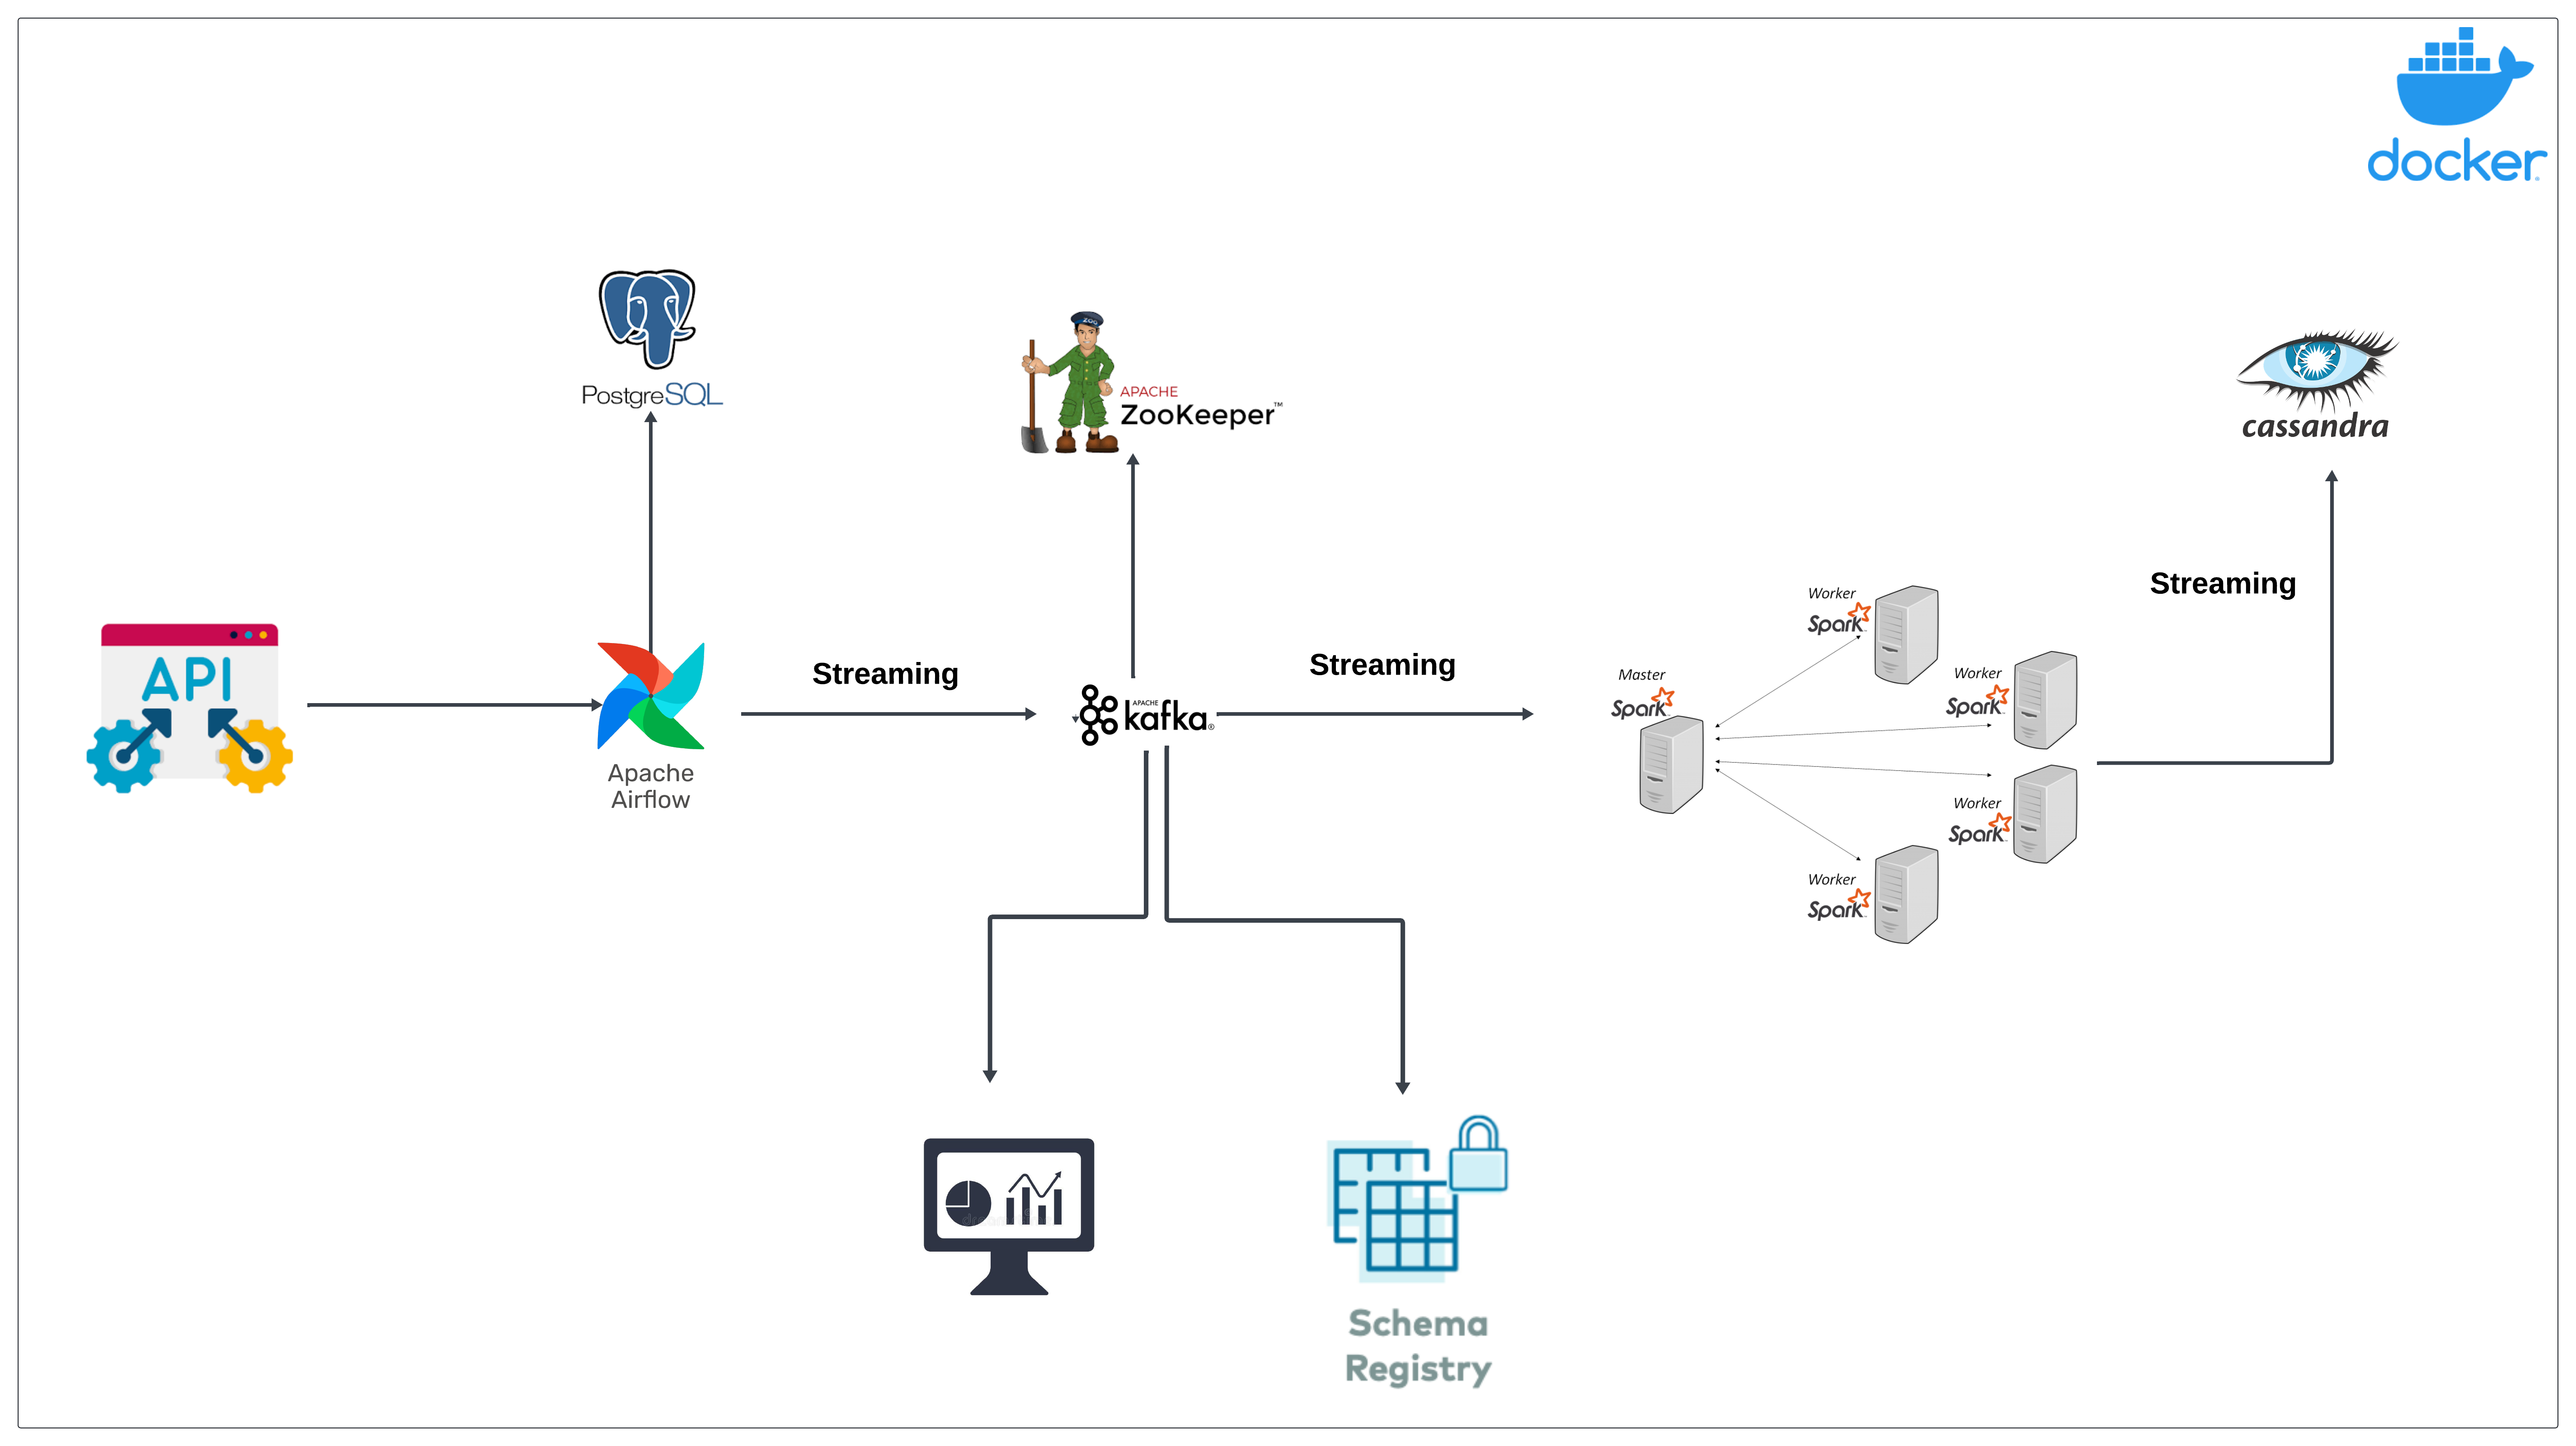 docker
PostgreSQL
ZOO
APACHE
ZooKeeper™
cassandra
Streaming
API
Apache
Airflow
Streaming
APACHE
kafka®
Streaming
Master
Spark
Worker
Spark
Worker
Spark
Worker
Spark
Worker
Spark
Schema
Registry